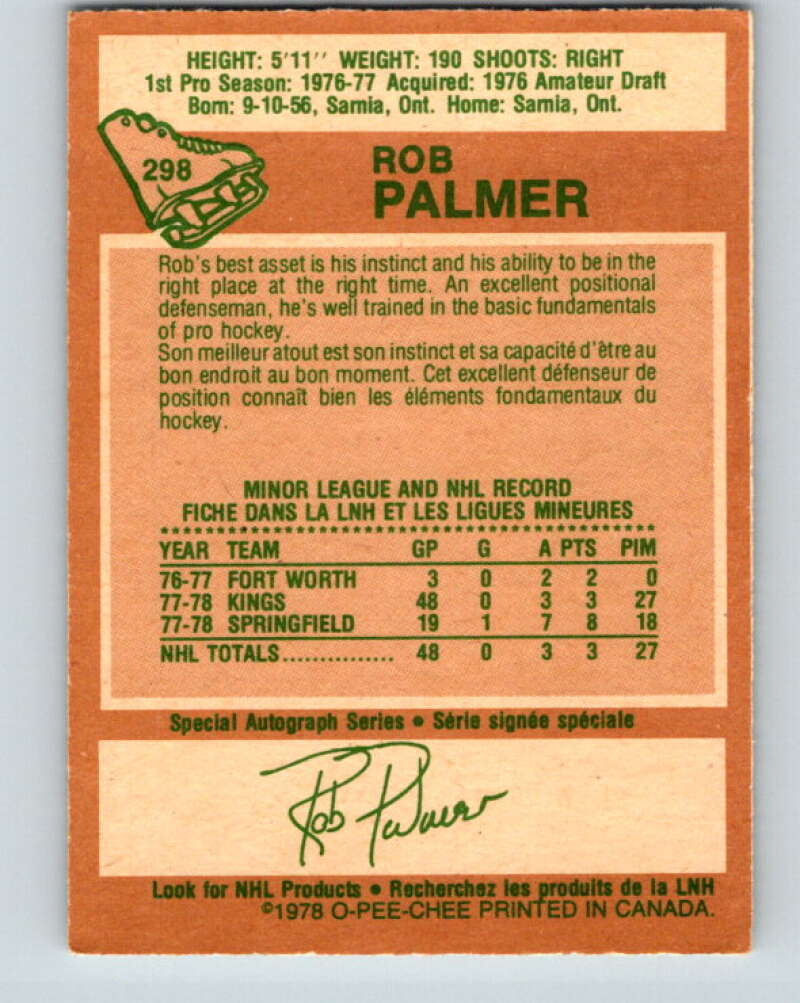 HEIGHT: 5'11'' WEIGHT: 190 SHOOTS: RIGHT
1st Pro Season: 1976-77 Acquired: 1976 Amateur Draft
Born: 9-10-56, Sarnia, Ont. Home: Sarnia, Ont.
298
ROB
PALMER
Rob's best asset is his instinct and his ability to be in the
right place at the right time. An excellent positional
defenseman, he's well trained in the basic fundamentals
of pro hockey.
Son meilleur atout est son instinct et sa capacité d'être au
bon endroit au bon moment. Cet excellent défenseur de
position connaît bien les éléments fondamentaux du
hockey.
MINOR LEAGUE AND NHL RECORD
FICHE DANS LA LNH ET LES LIGUES MINEURES
YEAR TEAM GP G A PTS PIM
76-77 FORT WORTH 3 0 2 2 0
77-78 KINGS 48 0 3 3 27
77-78 SPRINGFIELD 19 1 7 8 18
NHL TOTALS............... 48 0 3 3 27
Special Autograph Series • Série signée spéciale
Rob Palmer
Look for NHL Products • Recherchez les produits de la LNH
©1978 O-PEE-CHEE PRINTED IN CANADA.